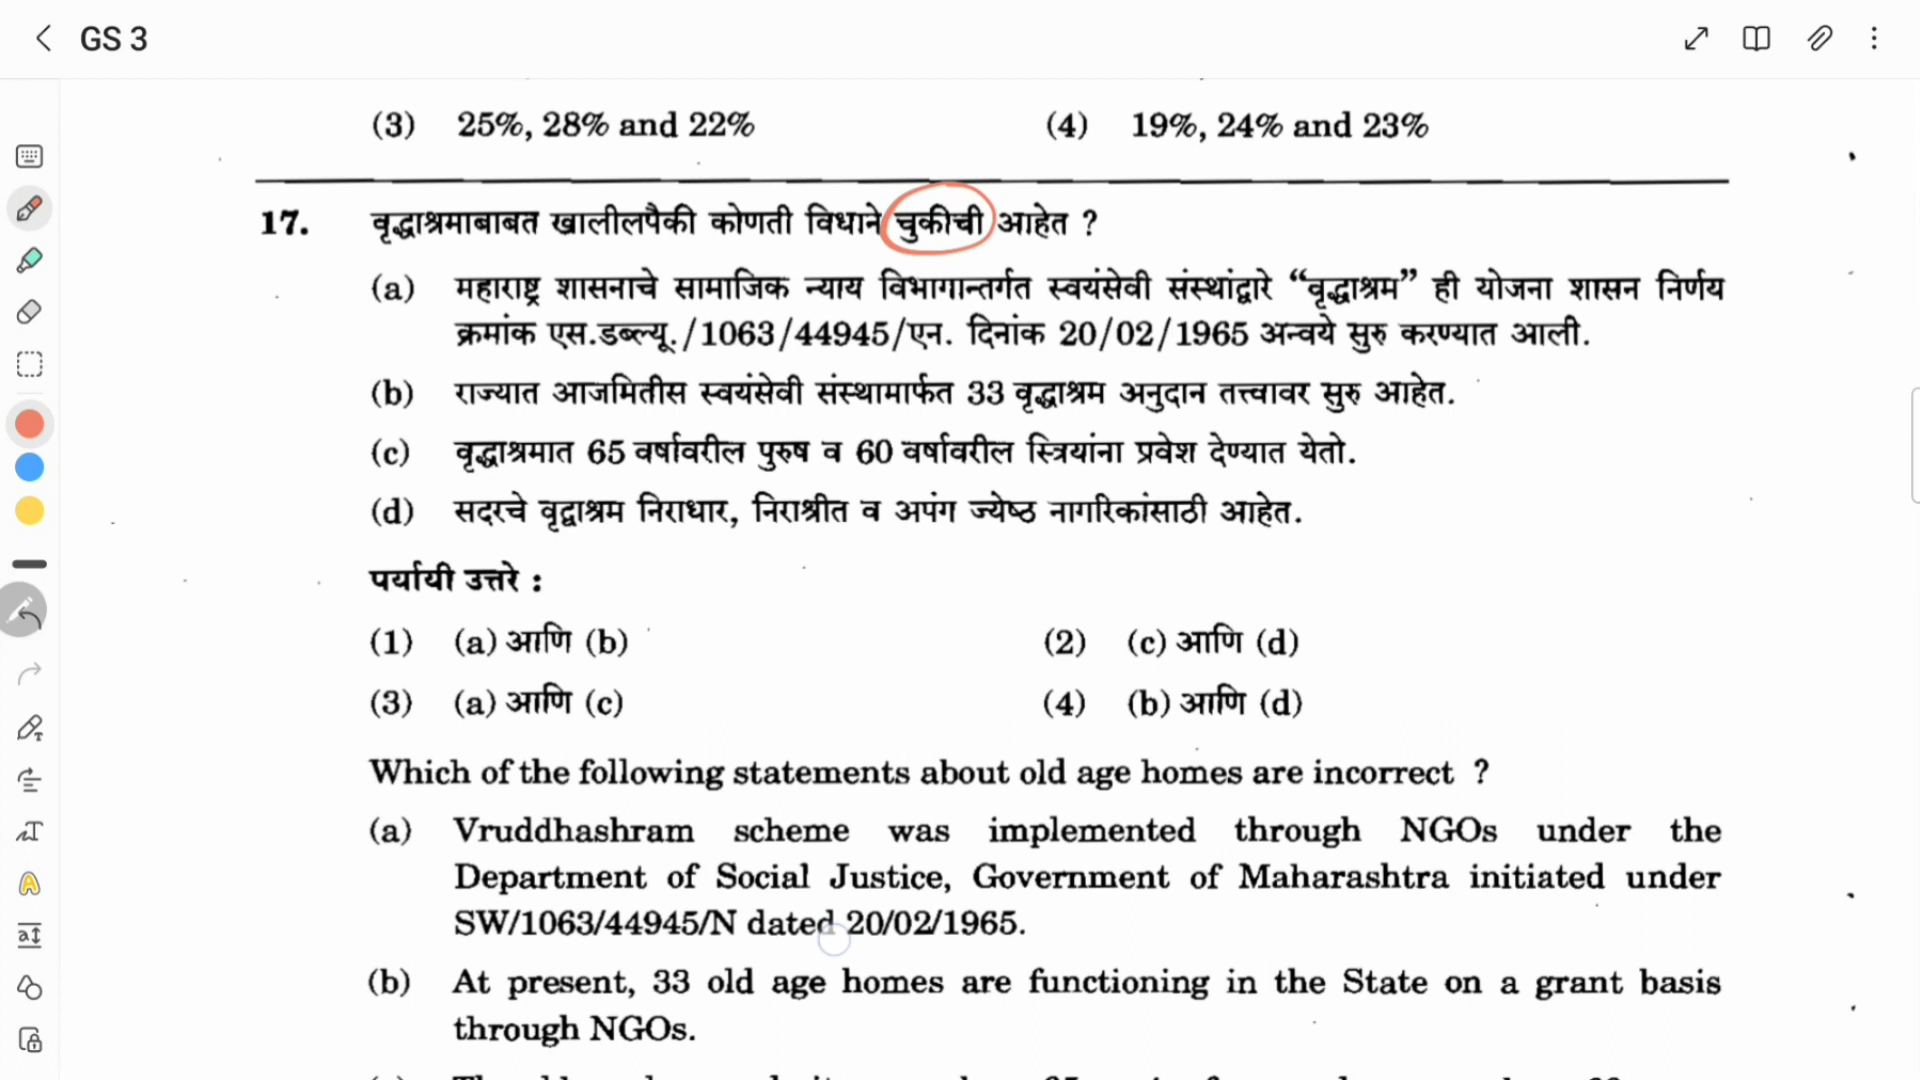 GS 3
(3) 25%, 28% and 22% (4) 19%, 24% and 23%
17. वृद्धाश्रमाबाबत खालीलपैकी कोणती विधाने चुकीची आहेत ?
(a) महाराष्ट्र शासनाचे सामाजिक न्याय विभागान्तर्गत स्वयंसेवी संस्थांद्वारे “वृद्धाश्रम” ही योजना शासन निर्णय
क्रमांक एस.डब्ल्यू./1063/44945/एन. दिनांक 20/02/1965 अन्वये सुरु करण्यात आली.
(b) राज्यात आजमितीस स्वयंसेवी संस्थामार्फत 33 वृद्धाश्रम अनुदान तत्त्वावर सुरु आहेत.
(c) वृद्धाश्रमात 65 वर्षावरील पुरुष व 60 वर्षावरील स्त्रियांना प्रवेश देण्यात येतो.
(d) सदरचे वृद्वाश्रम निराधार, निराश्रीत व अपंग ज्येष्ठ नागरिकांसाठी आहेत.
पर्यायी उत्तरे :
(1) (a) आणि (b) (2) (c) आणि (d)
(3) (a) आणि (c) (4) (b) आणि (d)
Which of the following statements about old age homes are incorrect ?
(a) Vruddhashram scheme was implemented through NGOs under the
Department of Social Justice, Government of Maharashtra initiated under
SW/1063/44945/N dated 20/02/1965.
(b) At present, 33 old age homes are functioning in the State on a grant basis
through NGOs.